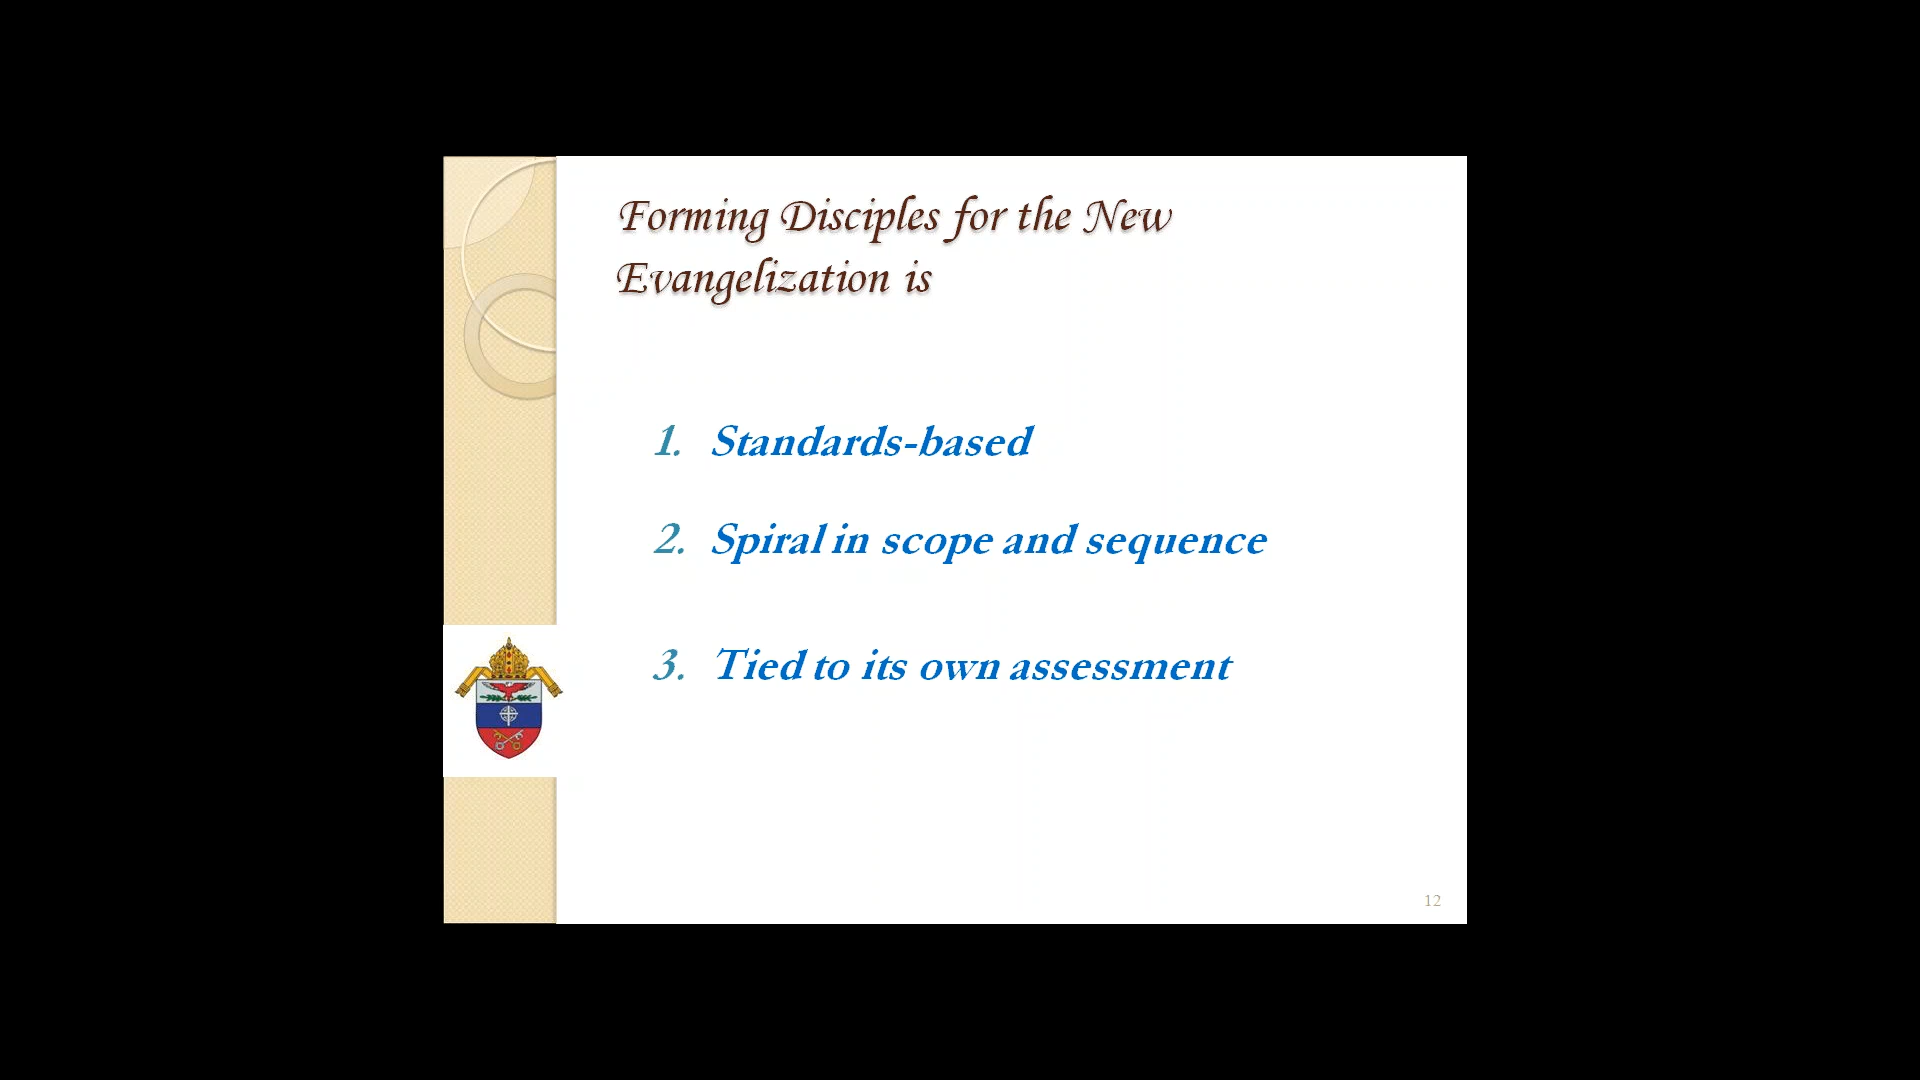 Forming Disciples for the New
Evangelization is
1. Standards-based
2. Spiral in scope and sequence
3. Tied to its own assessment
12